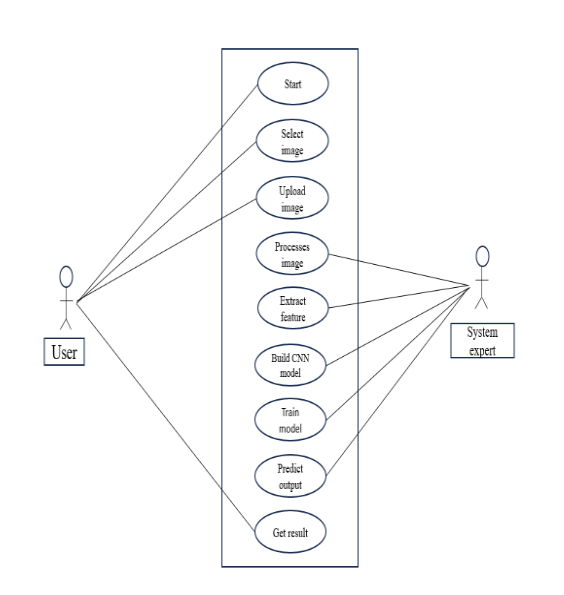 Start
Select
image
Upload
image
Processes
image
Extract
feature
Build CNN
model
Train
model
Predict
output
Get result
User
System
expert